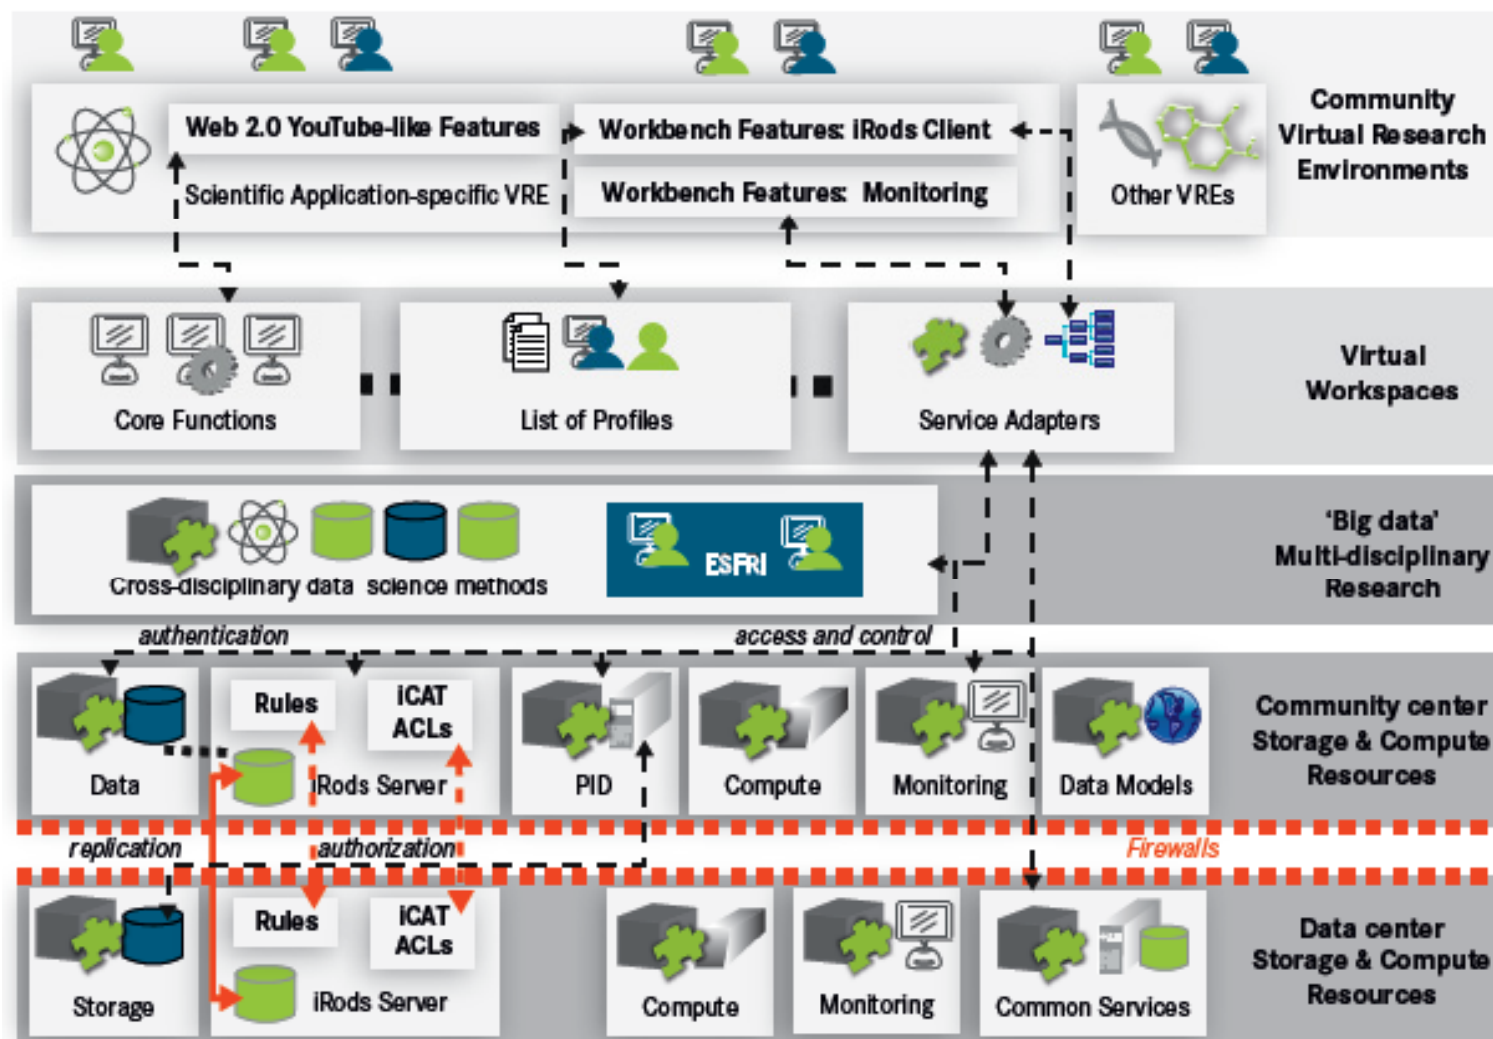 Web 2.0 YouTube-like Features
Workbench Features: iRods Client
Scientific Application-specific VRE
Workbench Features: Monitoring
Other VREs
Community
Virtual Research
Environments
Core Functions
List of Profiles
Service Adapters
Virtual
Workspaces
Cross-disciplinary data science methods
ESFRI
'Big data'
Multi-disciplinary
Research
authentication
access and control
Data
Rules
iCAT
ACLs
iRods Server
PID
Compute
Monitoring
Data Models
Community center
Storage & Compute
Resources
replication
authorization
Firewalls
Storage
Rules
iCAT
ACLs
iRods Server
Compute
Monitoring
Common Services
Data center
Storage & Compute
Resources